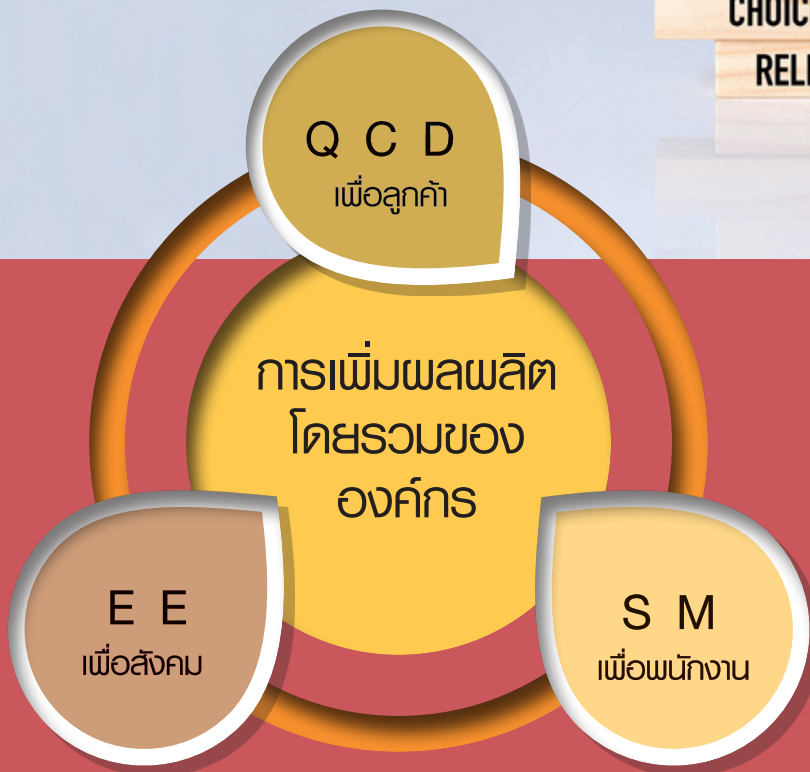 Q C D
เพื่อลูกค้า
การเพิ่มผลผลิต
โดยรวมของ
องค์กร
E E
เพื่อสังคม
S M
เพื่อพนักงาน